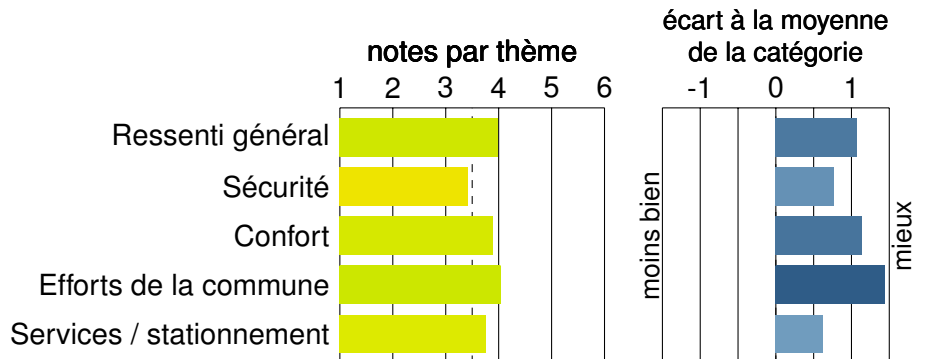 notes par thème
1 2 3 4 5 6
écart à la moyenne
de la catégorie
-1 0 1
Ressenti général
Sécurité
Confort
Efforts de la commune
Services / stationnement
moins bien
mieux